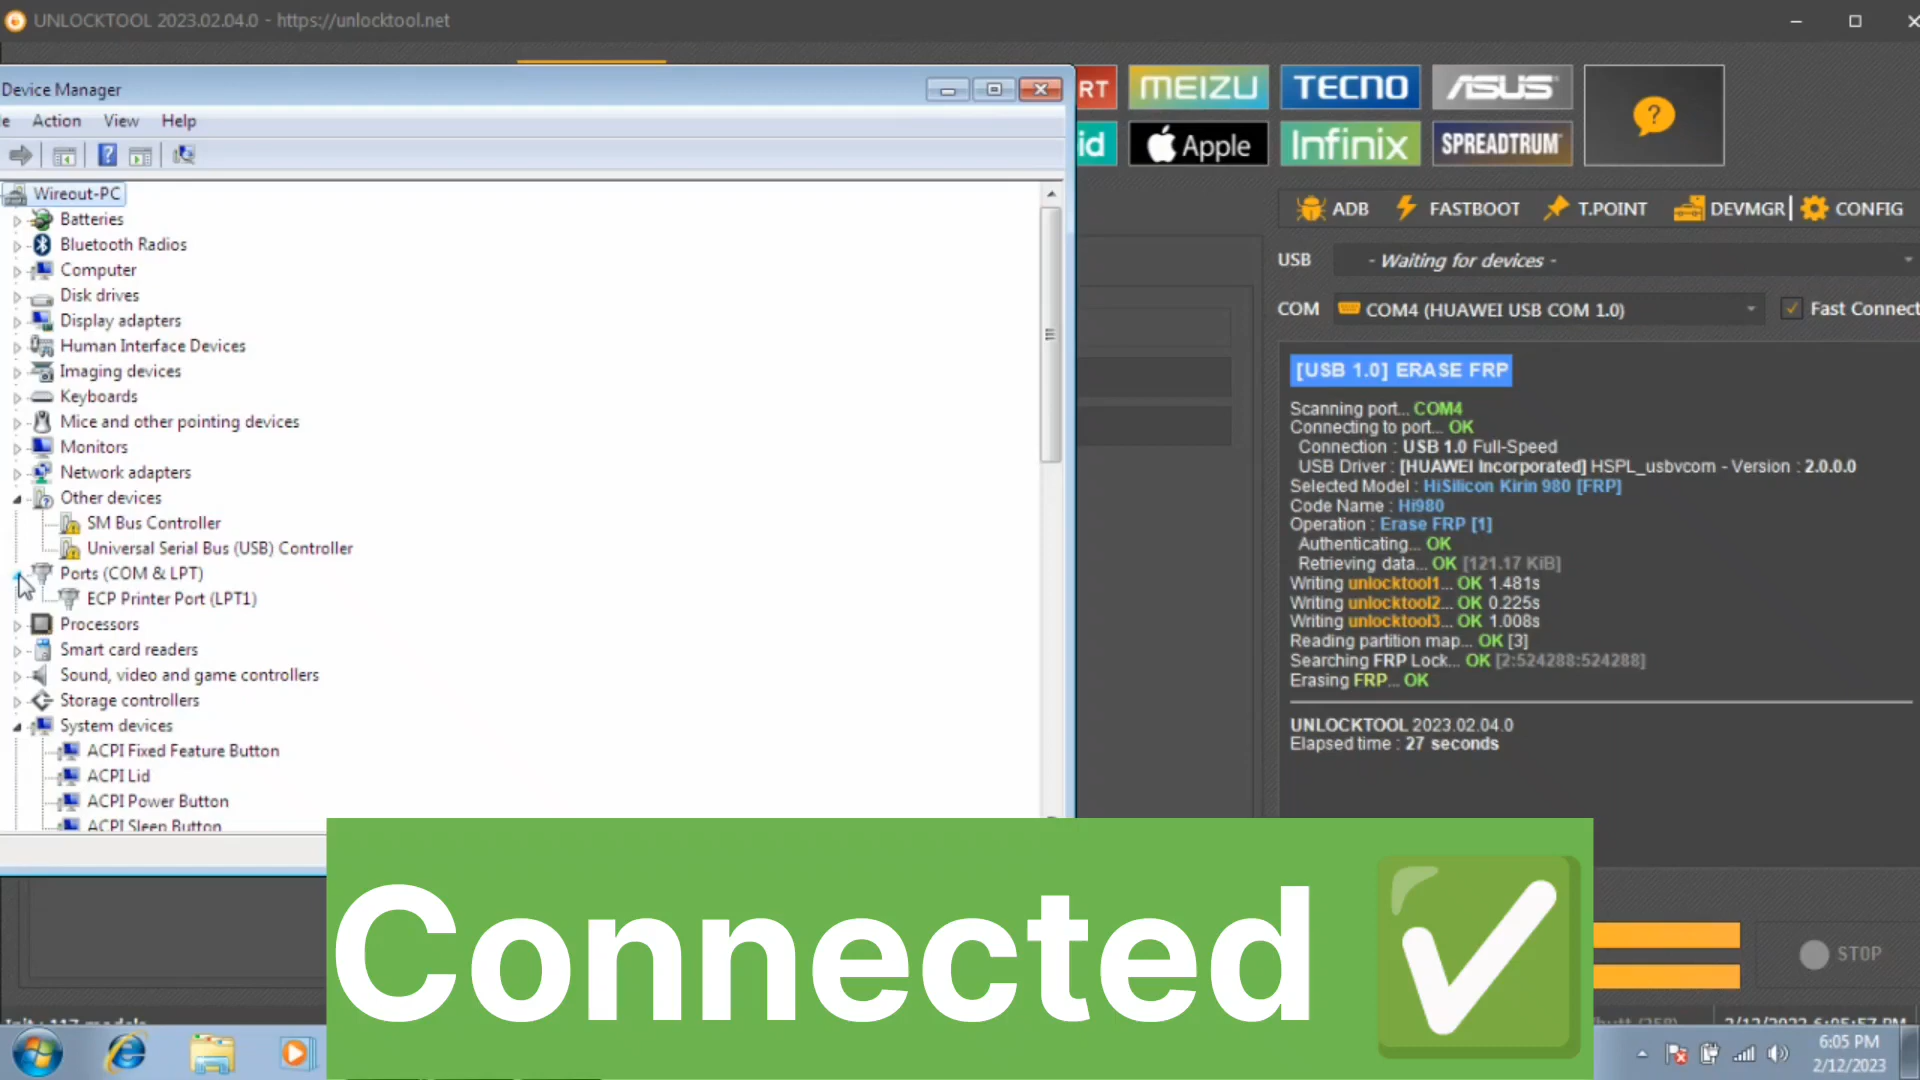 UNLOCKTOOL 2023.02.04.0 - https://unlocktool.net
Device Manager
Action View Help
Wireout-PC
Batteries
Bluetooth Radios
Computer
Disk drives
Display adapters
Human Interface Devices
Imaging devices
Keyboards
Mice and other pointing devices
Monitors
Network adapters
Other devices
SM Bus Controller
Universal Serial Bus (USB) Controller
Ports (COM & LPT)
ECP Printer Port (LPT1)
Processors
Smart card readers
Sound, video and game controllers
Storage controllers
System devices
ACPI Fixed Feature Button
ACPI Lid
ACPI Power Button
ACPI Sleep Button
RT MEIZU TECNO ASUS
id Apple Infinix SPREADTRUM
ADB FASTBOOT T.POINT DEVMGR CONFIG
USB - Waiting for devices -
COM COM4 (HUAWEI USB COM 1.0) Fast Connect
[USB 1.0] ERASE FRP
Scanning port... COM4
Connecting to port... OK
Connection : USB 1.0 Full-Speed
USB Driver : [HUAWEI Incorporated] HSPL_usbvcom - Version : 2.0.0.0
Selected Model : HiSilicon Kirin 980 [FRP]
Code Name : Hi980
Operation : Erase FRP [1]
Authenticating... OK
Retrieving data... OK [121.17 KiB]
Writing unlocktool1... OK 1.481s
Writing unlocktool2... OK 0.225s
Writing unlocktool3... OK 1.008s
Reading partition map... OK [3]
Searching FRP Lock... OK [2:524288:524288]
Erasing FRP... OK
UNLOCKTOOL 2023.02.04.0
Elapsed time : 27 seconds
Connected
STOP
6:05 PM
2/12/2023